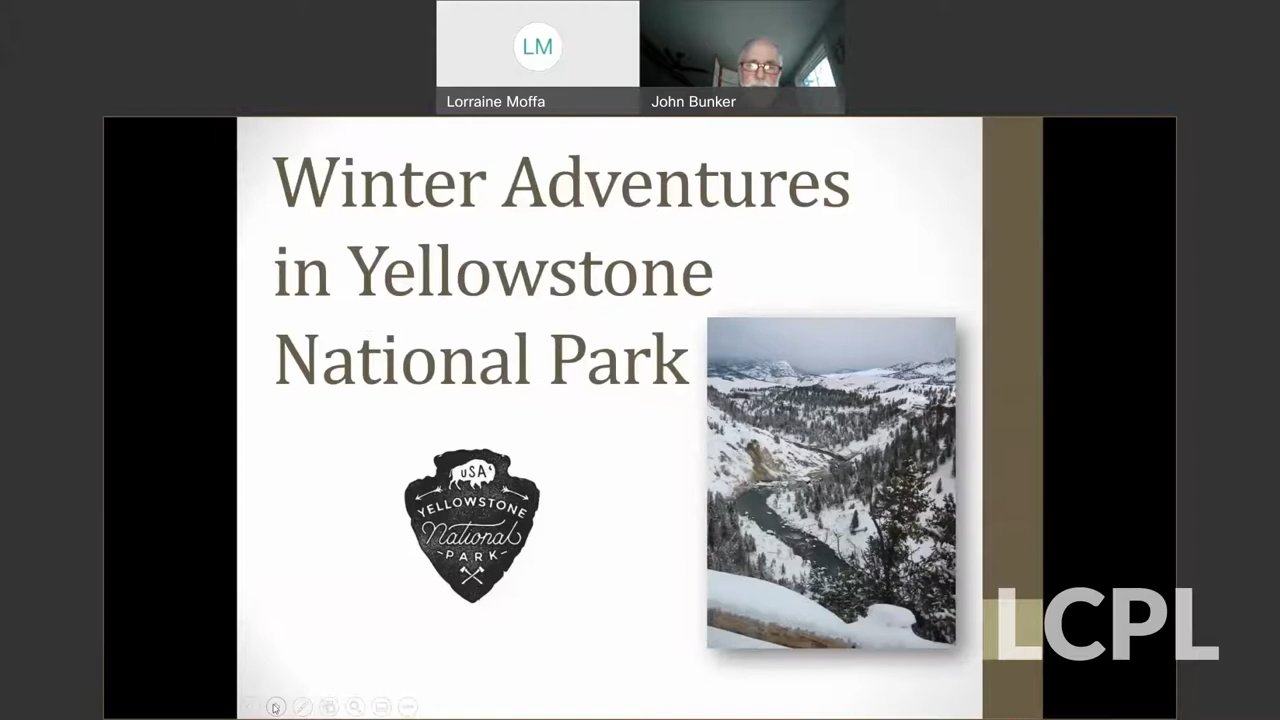 LM
Lorraine Moffa
John Bunker
Winter Adventures
in Yellowstone
National Park
USA
YELLOWSTONE
National
PARK
LCPL